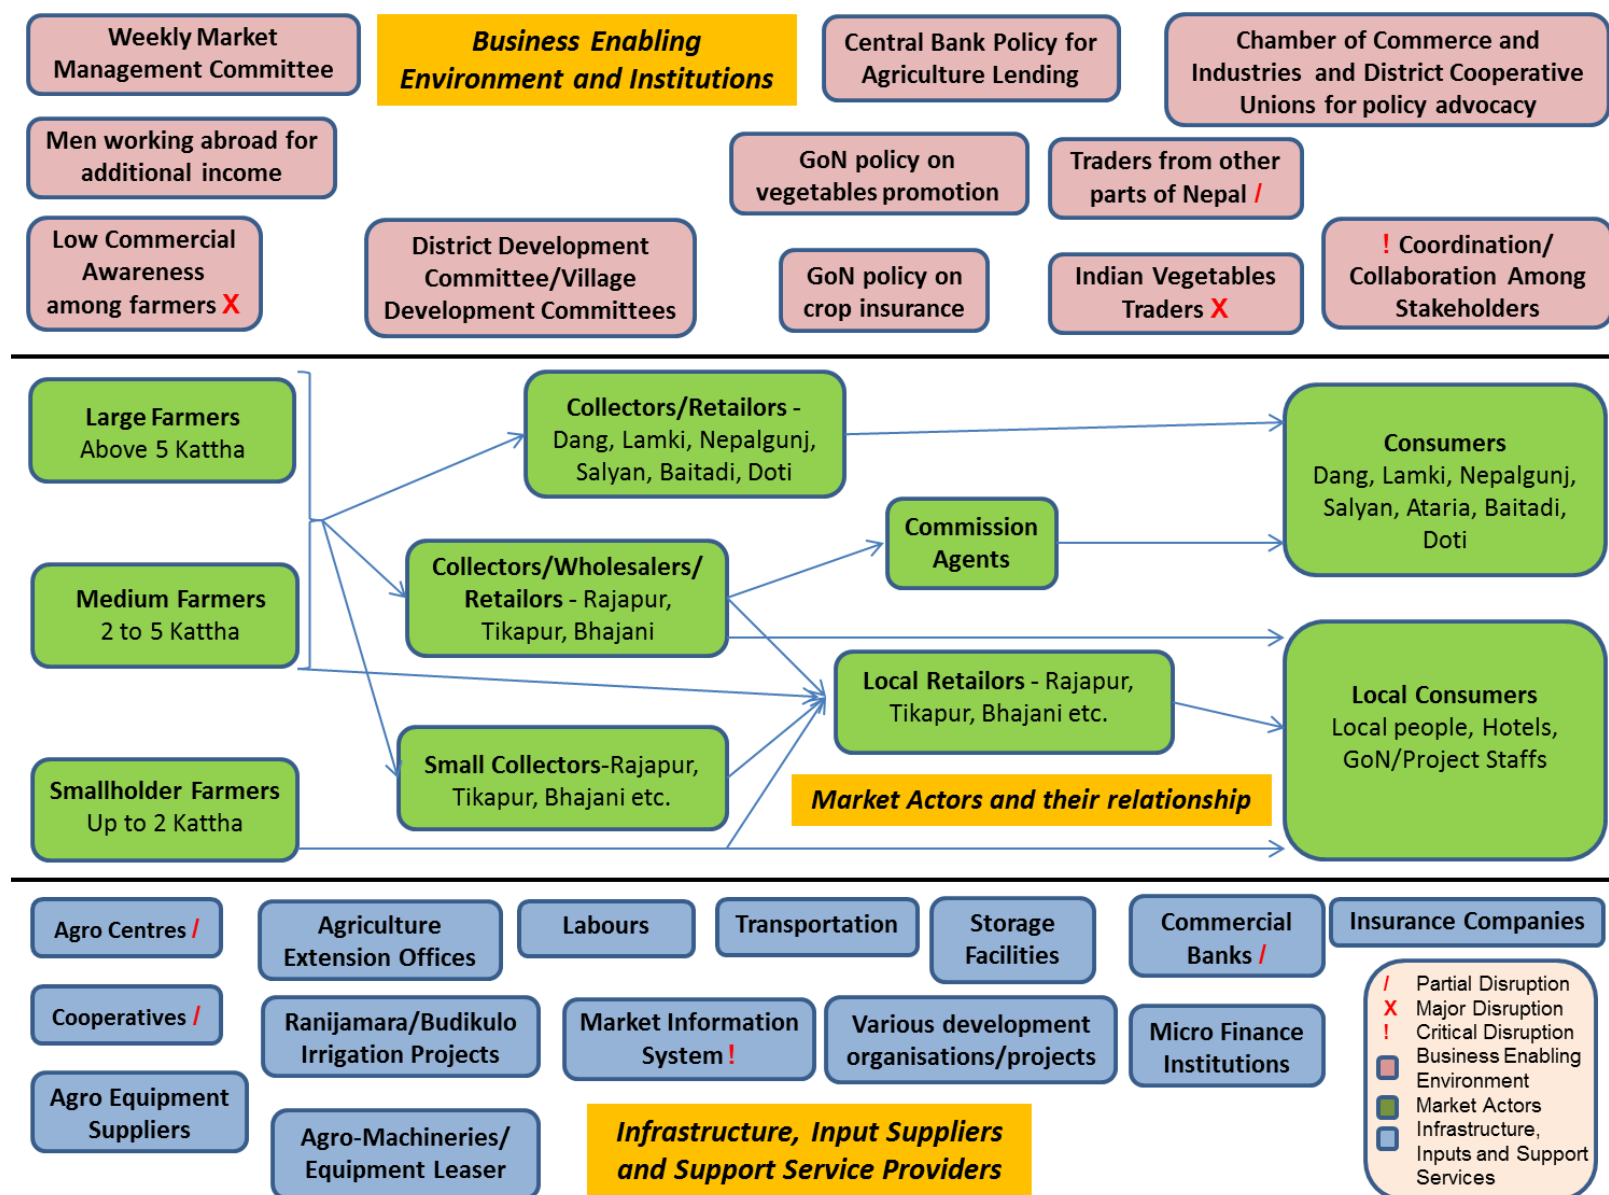 Weekly Market
Management Committee
Business Enabling
Environment and Institutions
Central Bank Policy for
Agriculture Lending
Chamber of Commerce and
Industries and District Cooperative
Unions for policy advocacy
Men working abroad for
additional income
GoN policy on
vegetables promotion
Traders from other
parts of Nepal /
Low Commercial
Awareness
among farmers X
District Development
Committee/Village
Development Committees
GoN policy on
crop insurance
Indian Vegetables
Traders X
! Coordination/
Collaboration Among
Stakeholders
Large Farmers
Above 5 Kattha
Collectors/Retailors -
Dang, Lamki, Nepalgunj,
Salyan, Baitadi, Doti
Consumers
Dang, Lamki, Nepalgunj,
Salyan, Ataria, Baitadi,
Doti
Commission
Agents
Medium Farmers
2 to 5 Kattha
Collectors/Wholesalers/
Retailors - Rajapur,
Tikapur, Bhajani
Local Retailors - Rajapur,
Tikapur, Bhajani etc.
Local Consumers
Local people, Hotels,
GoN/Project Staffs
Smallholder Farmers
Up to 2 Kattha
Small Collectors-Rajapur,
Tikapur, Bhajani etc.
Market Actors and their relationship
Agro Centres /
Agriculture
Extension Offices
Labours
Transportation
Storage
Facilities
Commercial
Banks /
Insurance Companies
Cooperatives /
Ranijamara/Budikulo
Irrigation Projects
Market Information
System !
Various development
organisations/projects
Micro Finance
Institutions
Agro Equipment
Suppliers
Agro-Machineries/
Equipment Leaser
Infrastructure, Input Suppliers
and Support Service Providers
/ Partial Disruption
X Major Disruption
! Critical Disruption
Business Enabling
Environment
Market Actors
Infrastructure,
Inputs and Support
Services